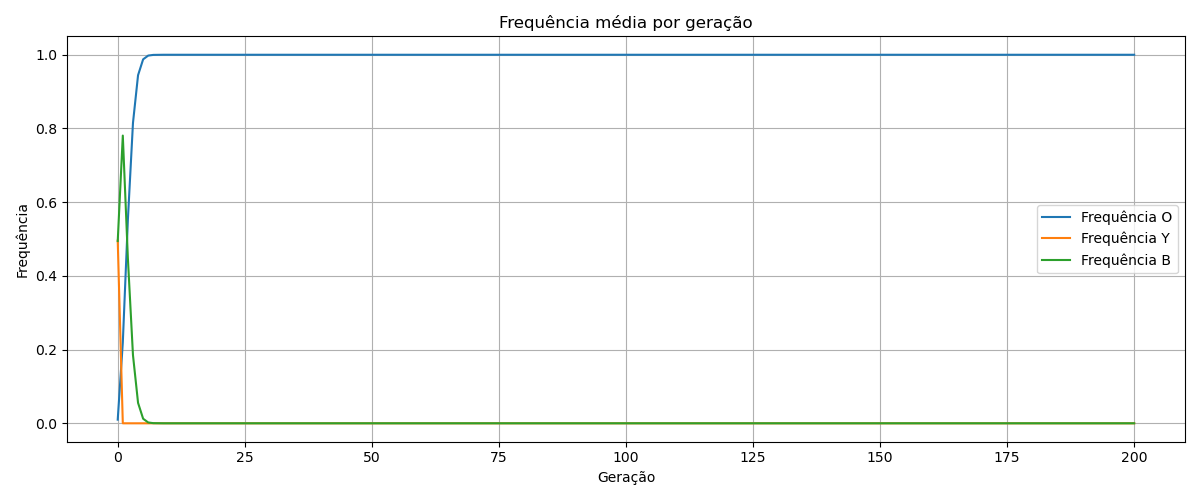 Frequência média por geração
1.0
0.8
0.6
0.4
0.2
0.0
Frequência
Frequência O
Frequência Y
Frequência B
0 25 50 75 100 125 150 175 200
Geração